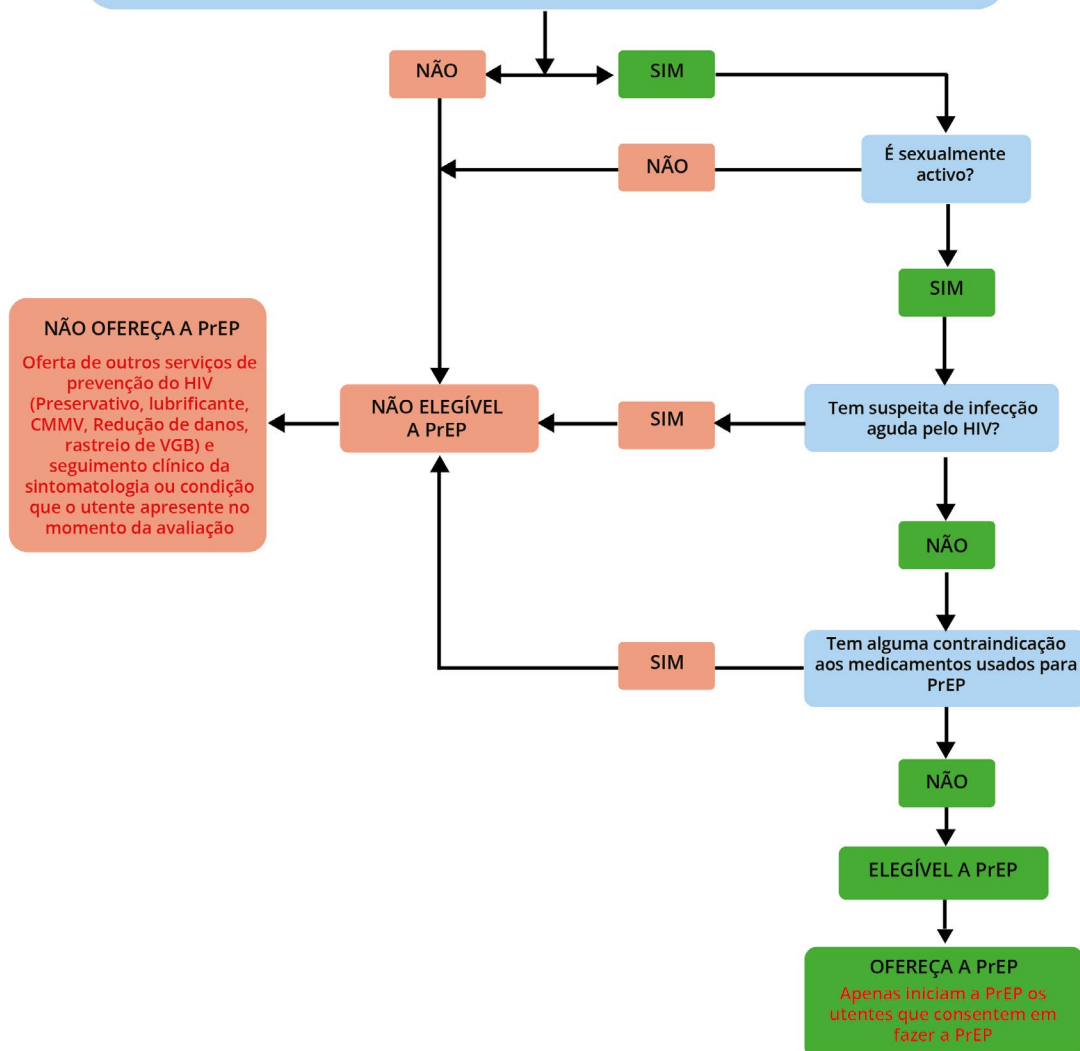 NÃO
SIM
É sexualmente
activo?
NÃO
SIM
NÃO OFEREÇA A PrEP
Oferta de outros serviços de
prevenção do HIV
(Preservativo, lubrificante,
CMMV, Redução de danos,
rastreio de VGB) e
seguimento clínico da
sintomatologia ou condição
que o utente apresente no
momento da avaliação
NÃO ELEGÍVEL
A PrEP
SIM
Tem suspeita de infecção
aguda pelo HIV?
NÃO
SIM
Tem alguma contraindicação
aos medicamentos usados para
PrEP
NÃO
ELEGÍVEL A PrEP
OFEREÇA A PrEP
Apenas iniciam a PrEP os
utentes que consentem em
fazer a PrEP